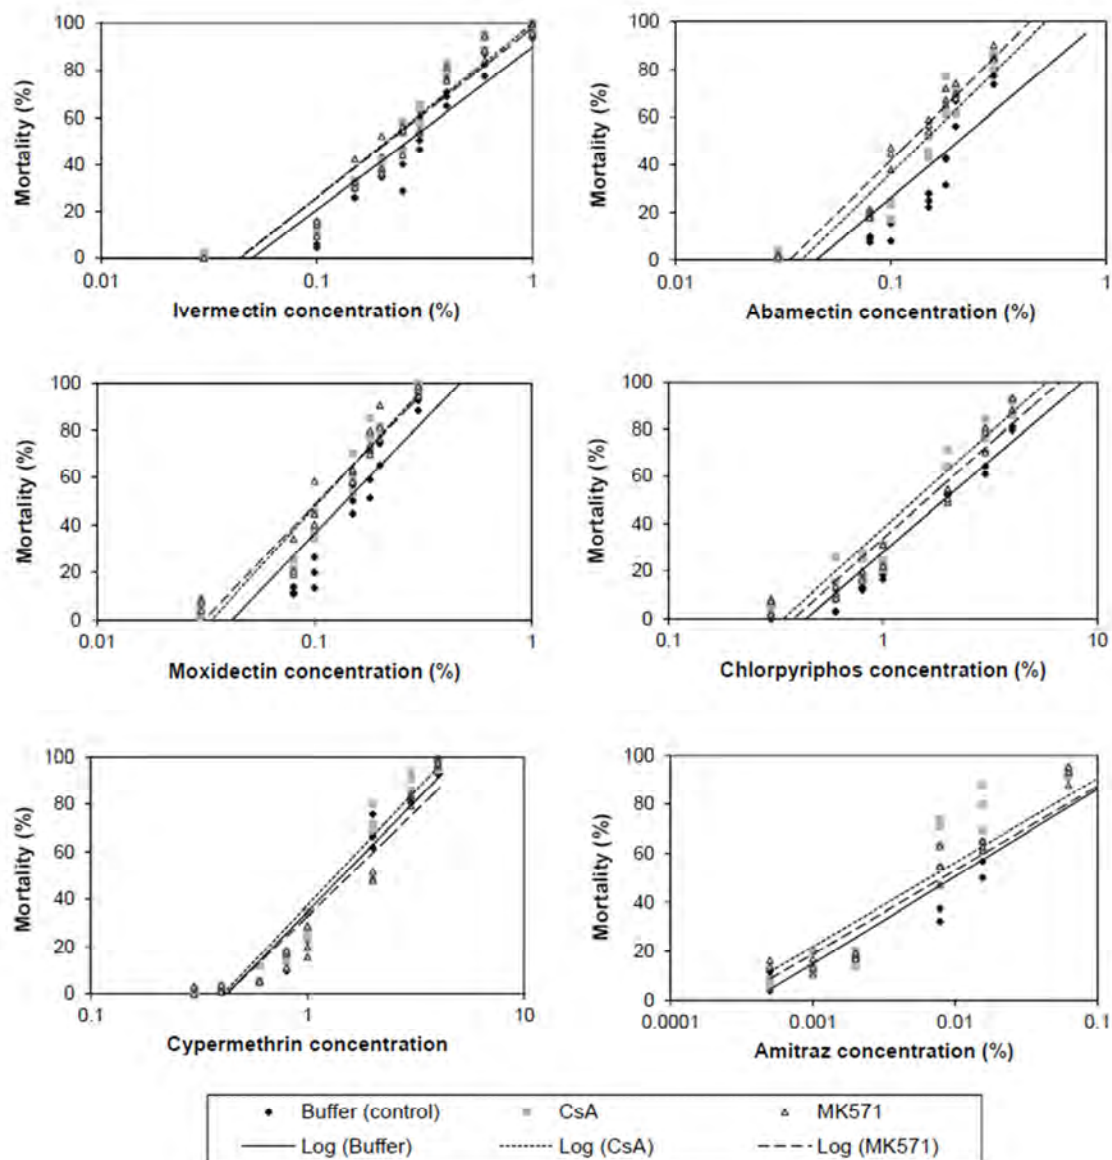 100
80
60
40
20
0
Mortality (%)
0.01 0.1 1
Ivermectin concentration (%)
100
80
60
40
20
0
Mortality (%)
0.01 0.1 1
Abamectin concentration (%)
100
80
60
40
20
0
Mortality (%)
0.01 0.1 1
Moxidectin concentration (%)
100
80
60
40
20
0
Mortality (%)
0.1 1 10
Chlorpyriphos concentration (%)
100
80
60
40
20
0
Mortality (%)
0.1 1 10
Cypermethrin concentration
100
80
60
40
20
0
Mortality (%)
0.0001 0.001 0.01 0.1
Amitraz concentration (%)
Buffer (control) CsA MK571
Log (Buffer) Log (CsA) Log (MK571)